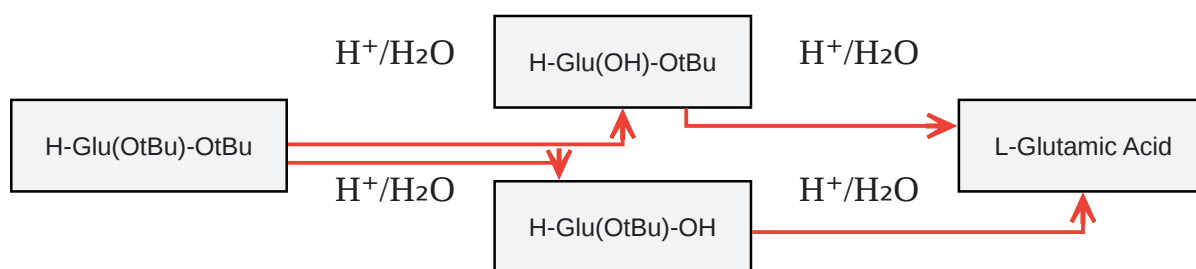 H⁺/H₂O
H-Glu(OH)-OtBu
H⁺/H₂O
H-Glu(OtBu)-OtBu
L-Glutamic Acid
H⁺/H₂O
H-Glu(OtBu)-OH
H⁺/H₂O